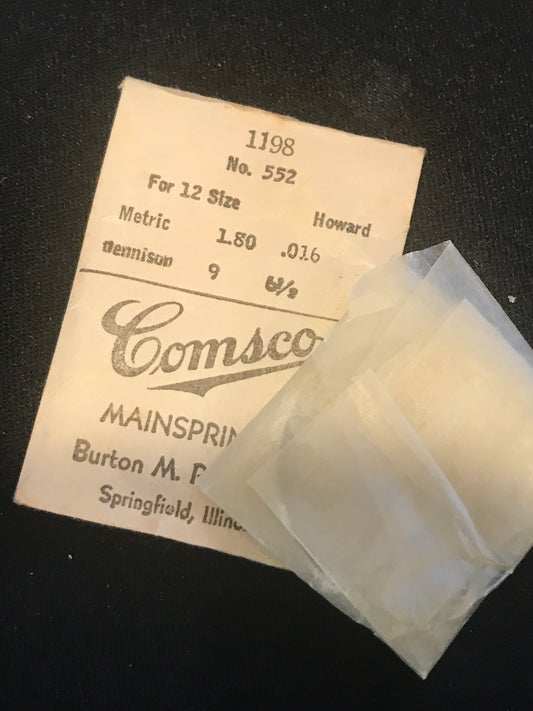 1198
No. 552
For 12 Size Howard
Metric 1.80 .016
Dennison 9 6½
Comsco
MAINSPRIN
Burton M.
Springfield, Illino